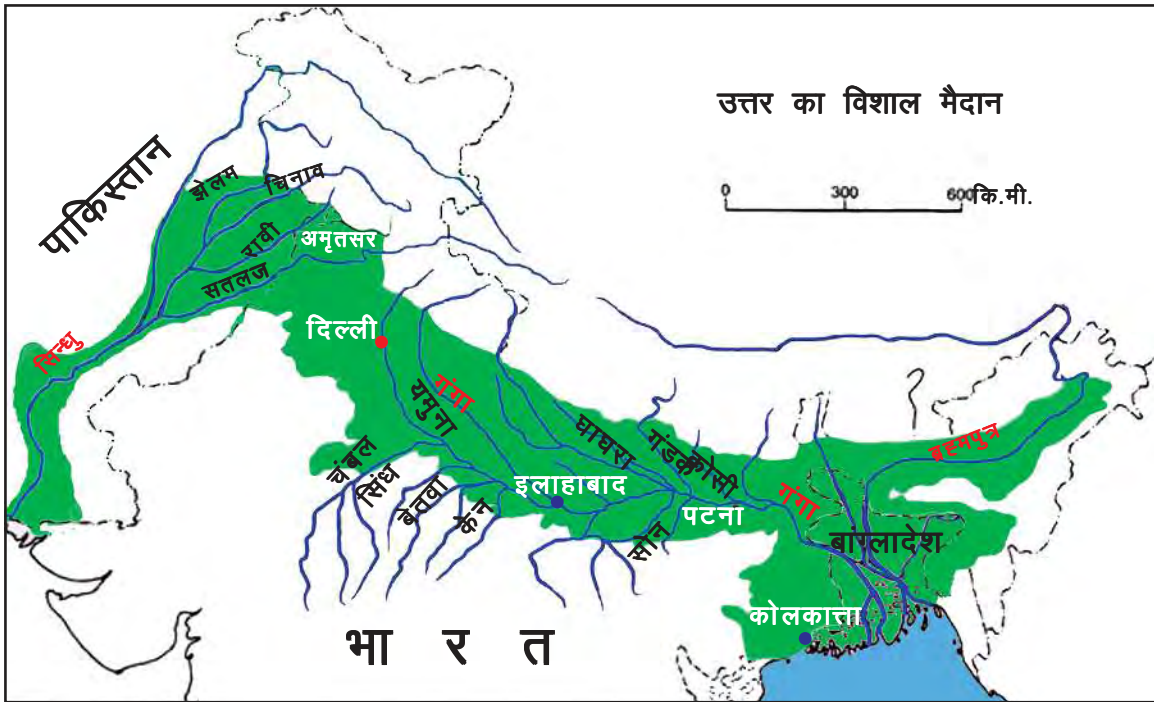 उत्तर का विशाल मैदान
0 300 600 कि.मी.
पाकिस्तान
झेलम
चिनाव
रावी
अमृतसर
सतलज
सिन्धु
दिल्ली
यमुना
गंगा
घाघरा
गंडक
कोसी
ब्रह्मपुत्र
चंबल
सिंध
बेतवा
केन
इलाहाबाद
सोन
पटना
गंगा
बांग्लादेश
कोलकात्ता
भारत